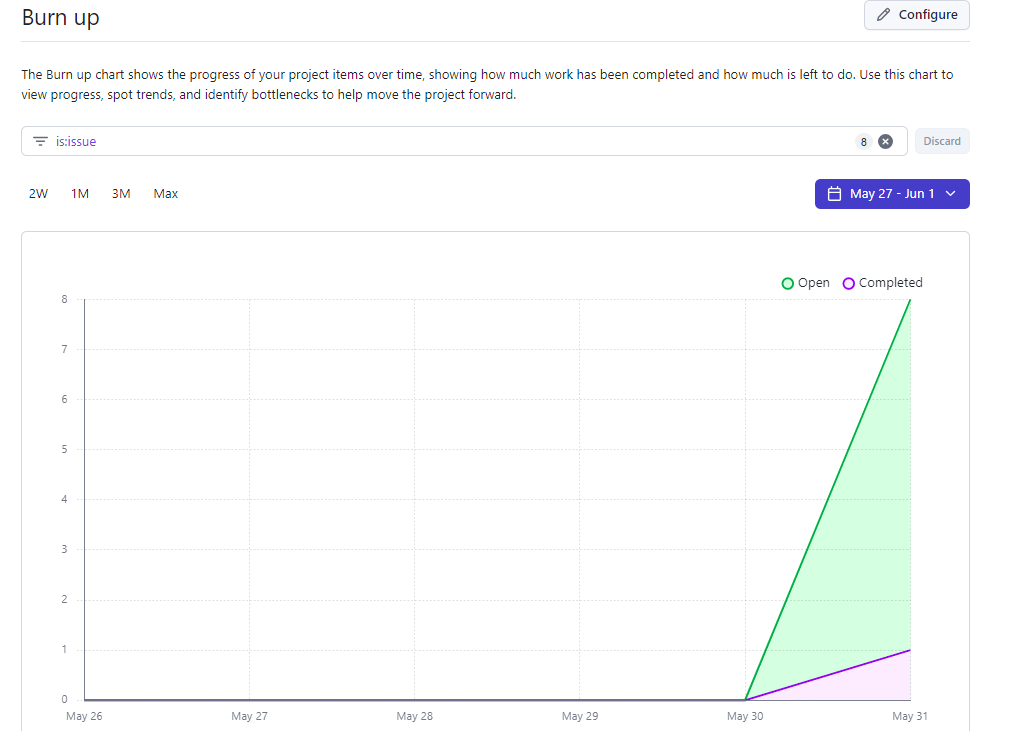 Burn up
Configure
The Burn up chart shows the progress of your project items over time, showing how much work has been completed and how much is left to do. Use this chart to
view progress, spot trends, and identify bottlenecks to help move the project forward.
is:issue
8
Discard
2W 1M 3M Max
May 27 - Jun 1
Open Completed
8
7
6
5
4
3
2
1
0
May 26 May 27 May 28 May 29 May 30 May 31